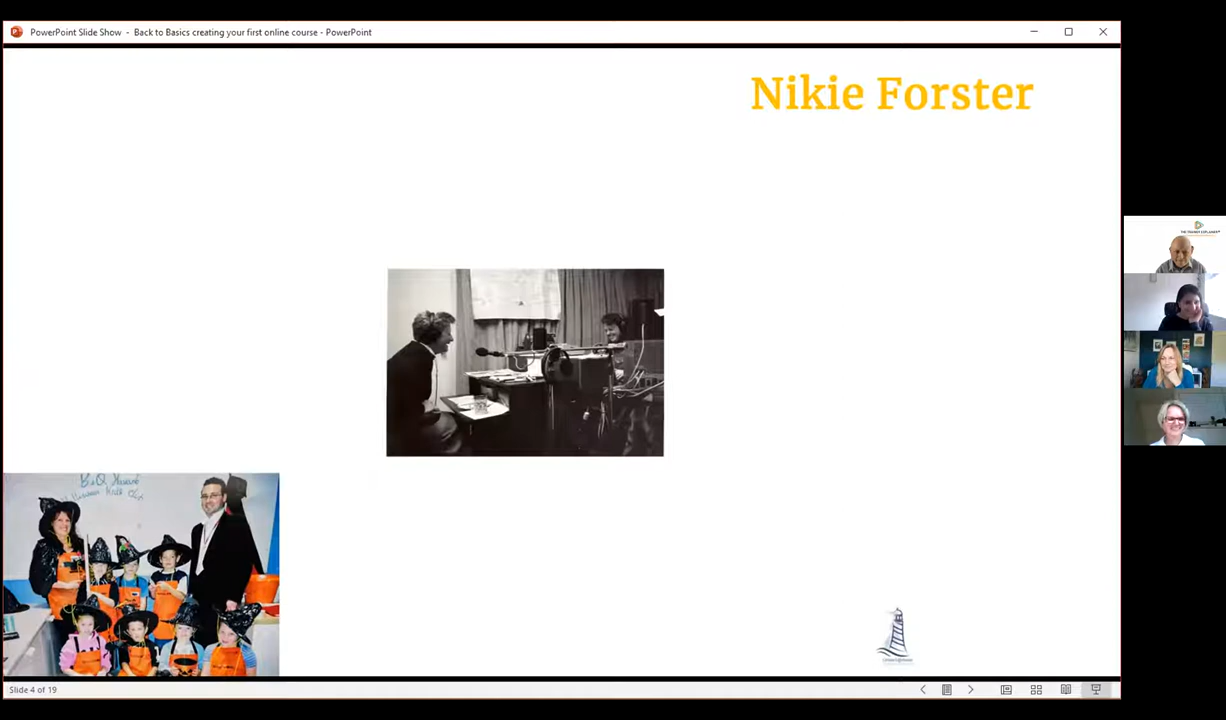 PowerPoint Slide Show - Back to Basics creating your first online course - PowerPoint
Nikie Forster
B&Q
Slide 4 of 19